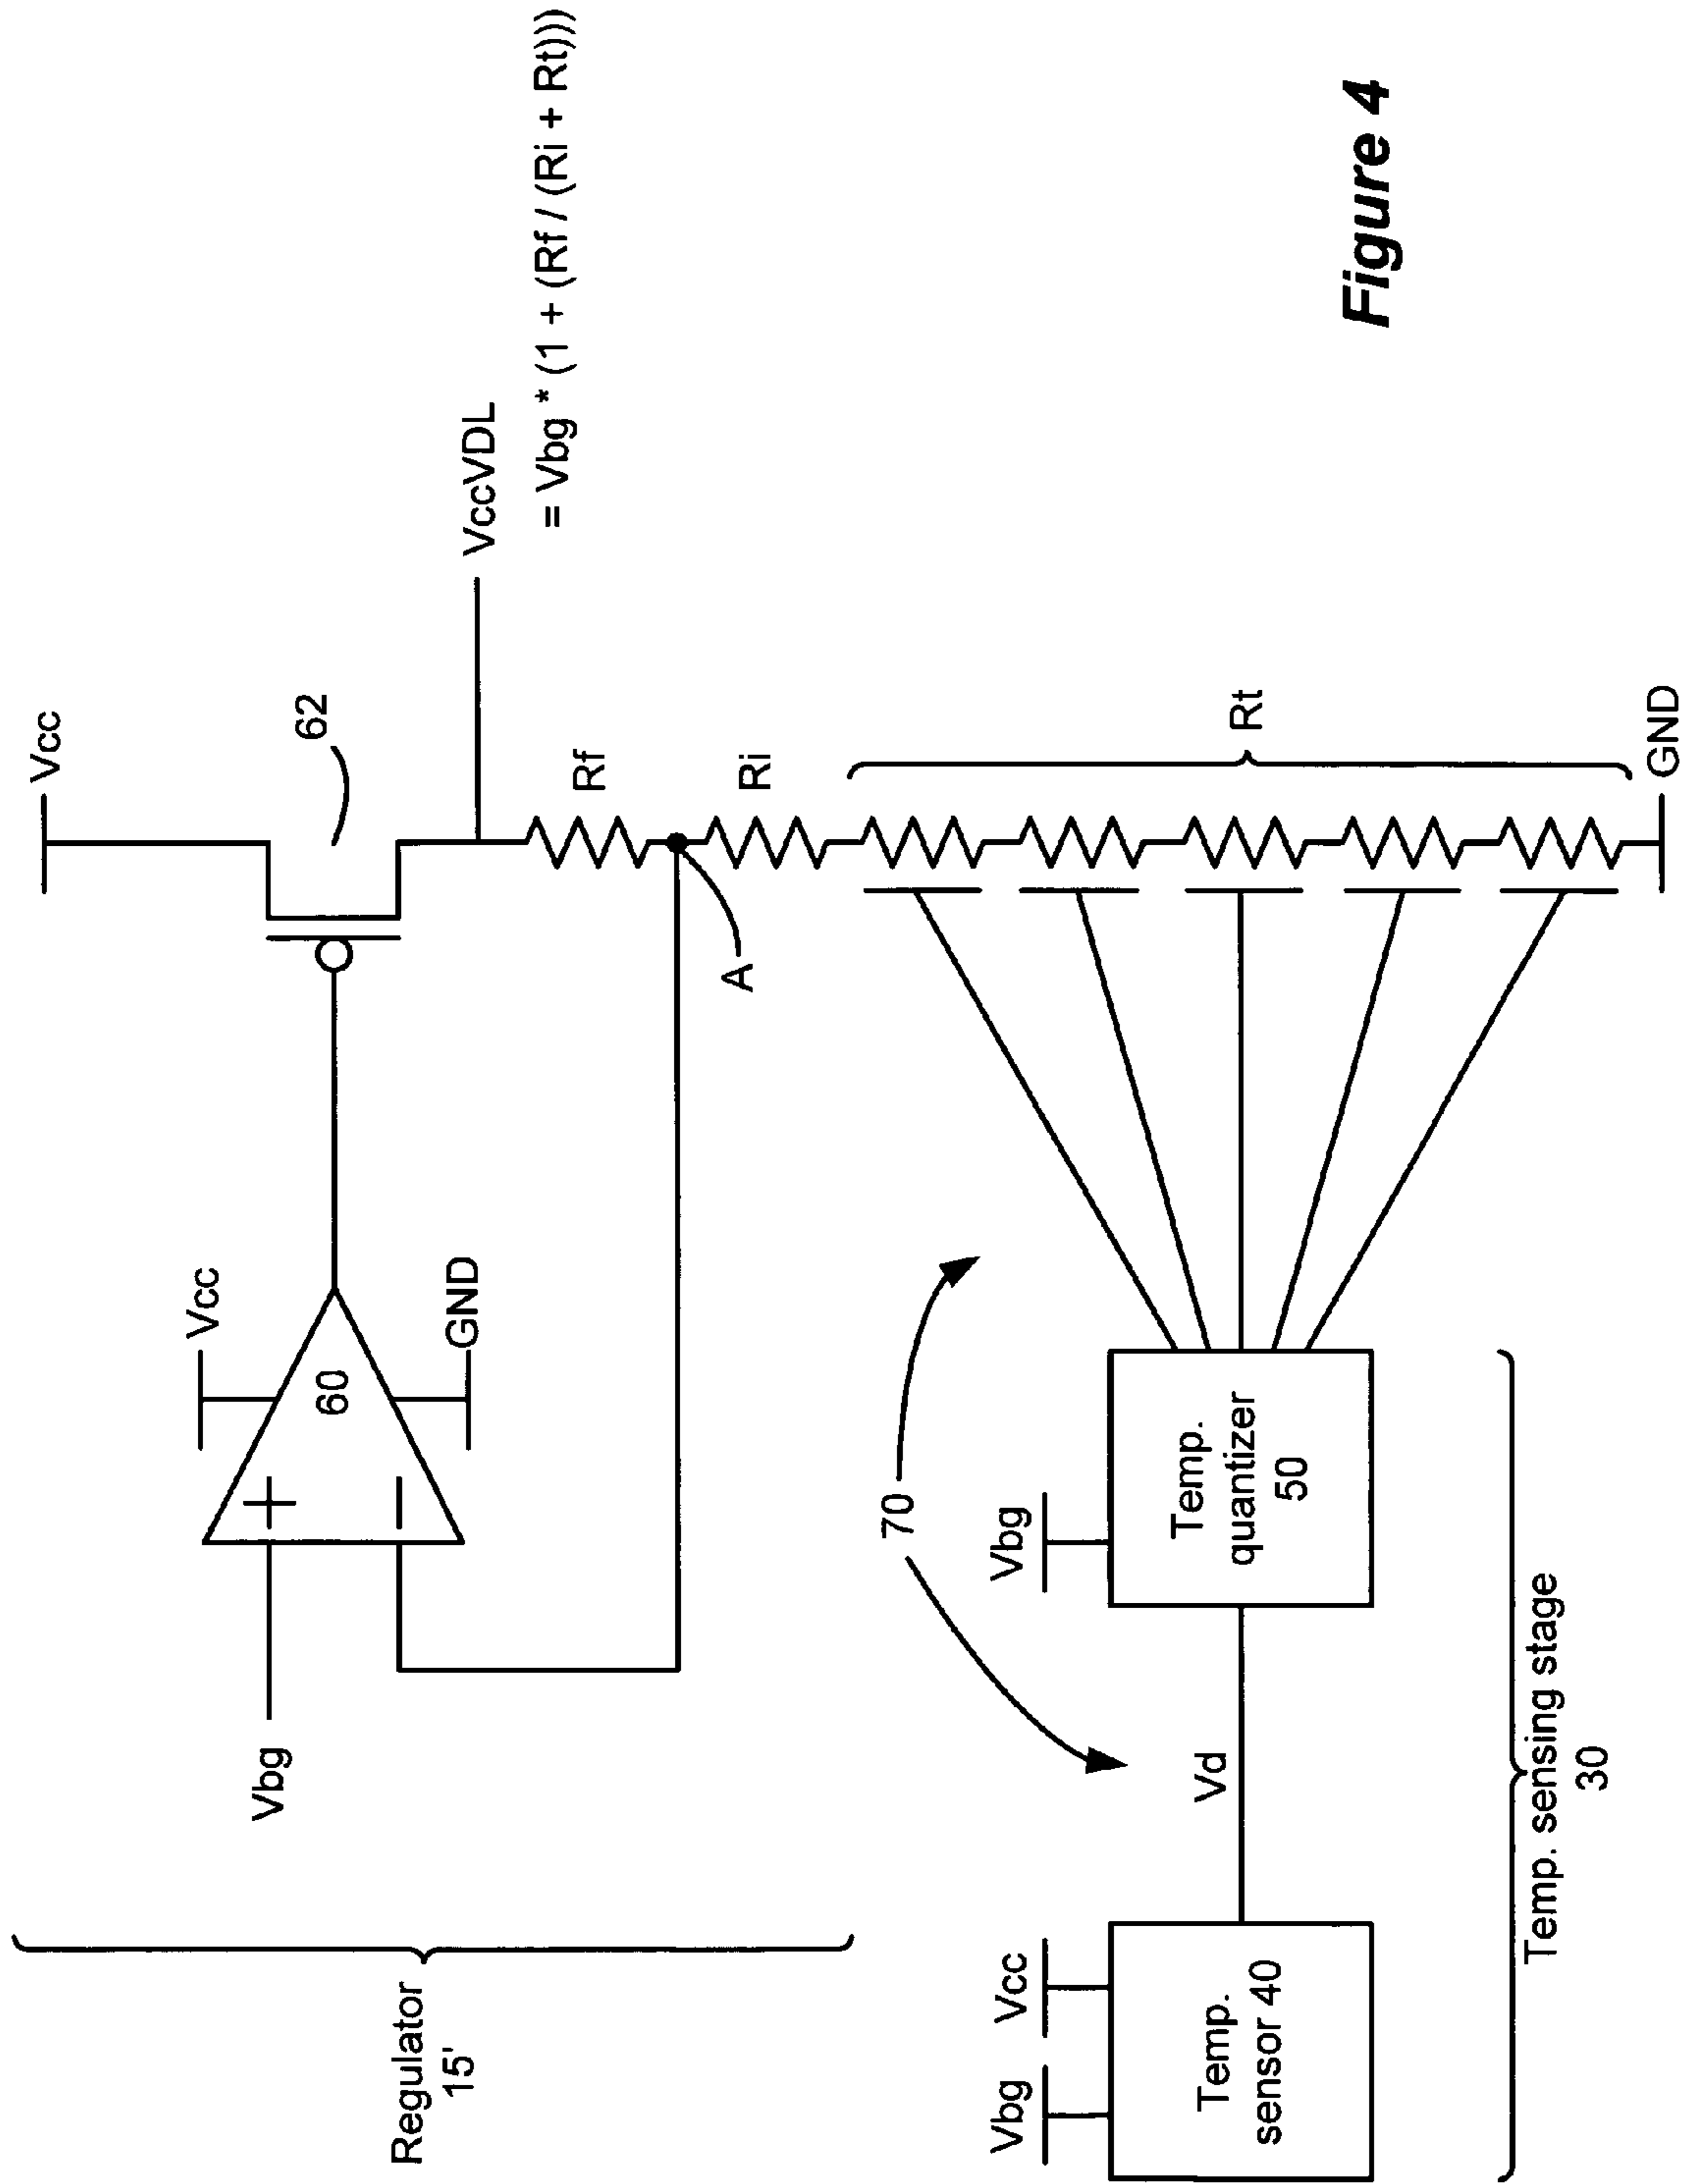 Vcc
62
Vcc
60
GND
Vbg
VccVDL
= Vbg * (1 + (Rf / (Ri + Rt)))
Rf
Ri
A
Regulator
15'
70
Rt
GND
Vbg
Vcc
Temp.
sensor 40
Vd
Vbg
Temp.
quantizer
50
Temp. sensing stage
30
Figure 4